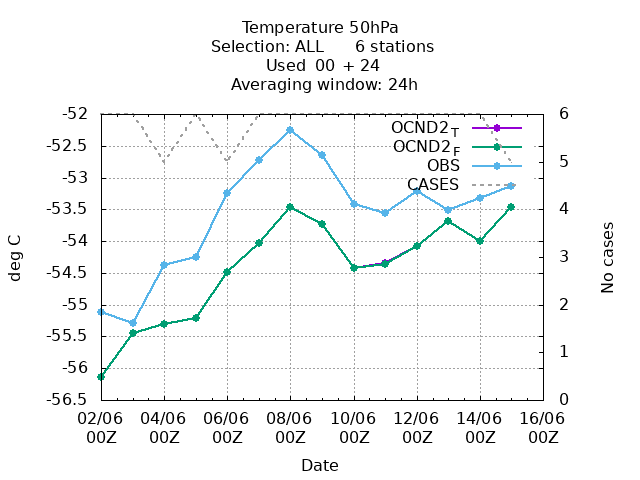 Temperature 50hPa
Selection: ALL 6 stations
Used 00 + 24
Averaging window: 24h
OCND2_T
OCND2_F
OBS
CASES
deg C
-52
-52.5
-53
-53.5
-54
-54.5
-55
-55.5
-56
-56.5
No cases
6
5
4
3
2
1
0
02/06 04/06 06/06 08/06 10/06 12/06 14/06 16/06
00Z 00Z 00Z 00Z 00Z 00Z 00Z 00Z
Date